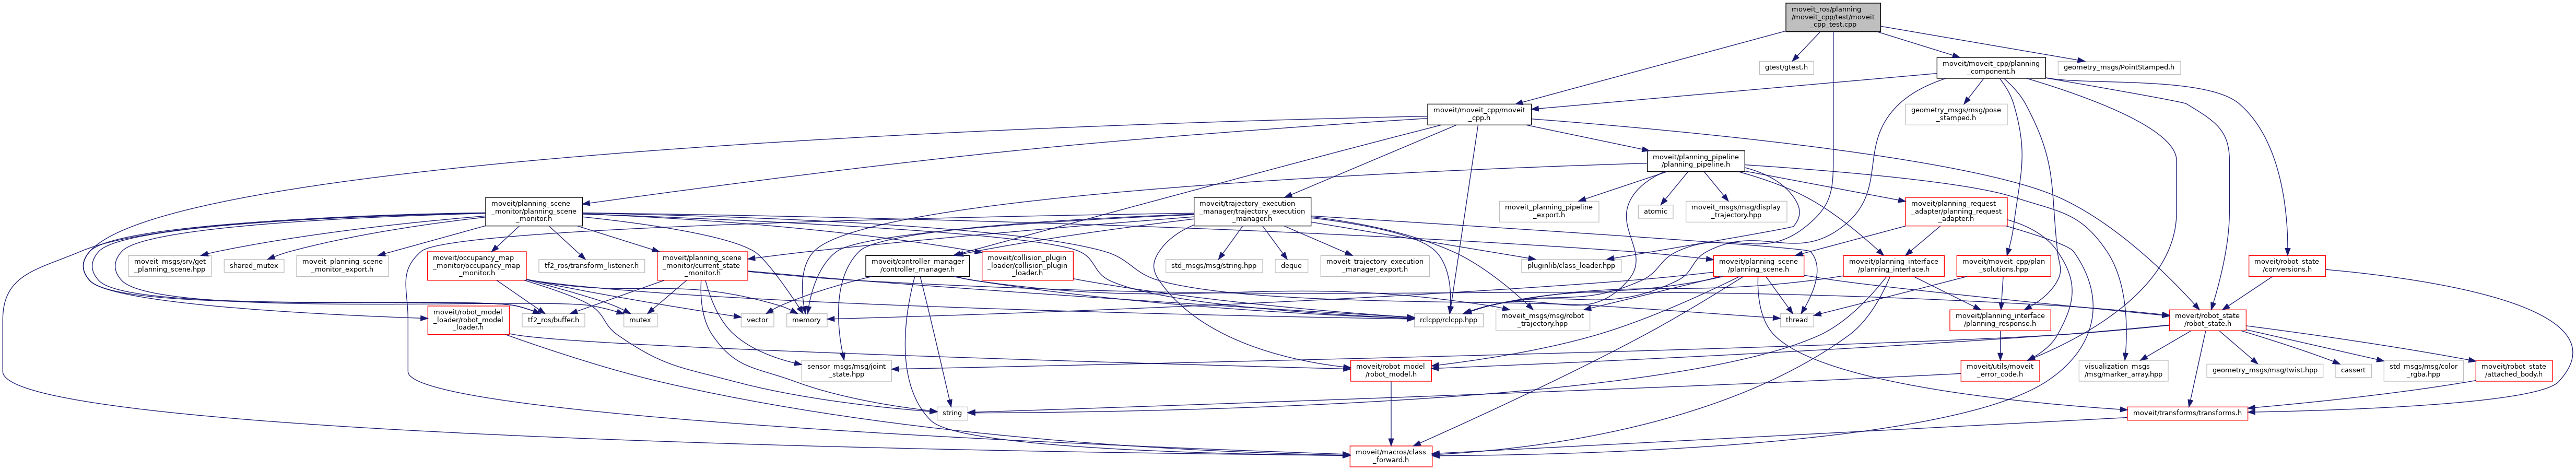 moveit_ros/planning
/moveit_cpp/test/moveit
_cpp_test.cpp
gtest/gtest.h
moveit/moveit_cpp/planning
_component.h
geometry_msgs/PointStamped.h
moveit/moveit_cpp/moveit
_cpp.h
geometry_msgs/msg/pose
_stamped.h
moveit/planning_pipeline
/planning_pipeline.h
moveit/planning_scene
_monitor/planning_scene
_monitor.h
moveit/trajectory_execution
_manager/trajectory_execution
_manager.h
moveit_planning_pipeline
_export.h
atomic
moveit_msgs/msg/display
_trajectory.hpp
moveit/planning_request
_adapter/planning_request
_adapter.h
moveit_msgs/srv/get
_planning_scene.hpp
shared_mutex
moveit_planning_scene
_monitor_export.h
moveit/occupancy_map
_monitor/occupancy_map
_monitor.h
tf2_ros/transform_listener.h
moveit/planning_scene
_monitor/current_state
_monitor.h
moveit/controller_manager
/controller_manager.h
moveit/collision_plugin
_loader/collision_plugin
_loader.h
std_msgs/msg/string.hpp
deque
moveit_trajectory_execution
_manager_export.h
pluginlib/class_loader.hpp
moveit/planning_scene
/planning_scene.h
moveit/planning_interface
/planning_interface.h
moveit/moveit_cpp/plan
_solutions.hpp
moveit/robot_state
/conversions.h
moveit/robot_model
_loader/robot_model
_loader.h
tf2_ros/buffer.h
mutex
vector
memory
rclcpp/rclcpp.hpp
moveit_msgs/msg/robot
_trajectory.hpp
thread
moveit/planning_interface
/planning_response.h
moveit/robot_state
/robot_state.h
sensor_msgs/msg/joint
_state.hpp
moveit/robot_model
/robot_model.h
moveit/utils/moveit
_error_code.h
visualization_msgs
/msg/marker_array.hpp
geometry_msgs/msg/twist.hpp
cassert
std_msgs/msg/color
_rgba.hpp
moveit/robot_state
/attached_body.h
string
moveit/transforms/transforms.h
moveit/macros/class
_forward.h